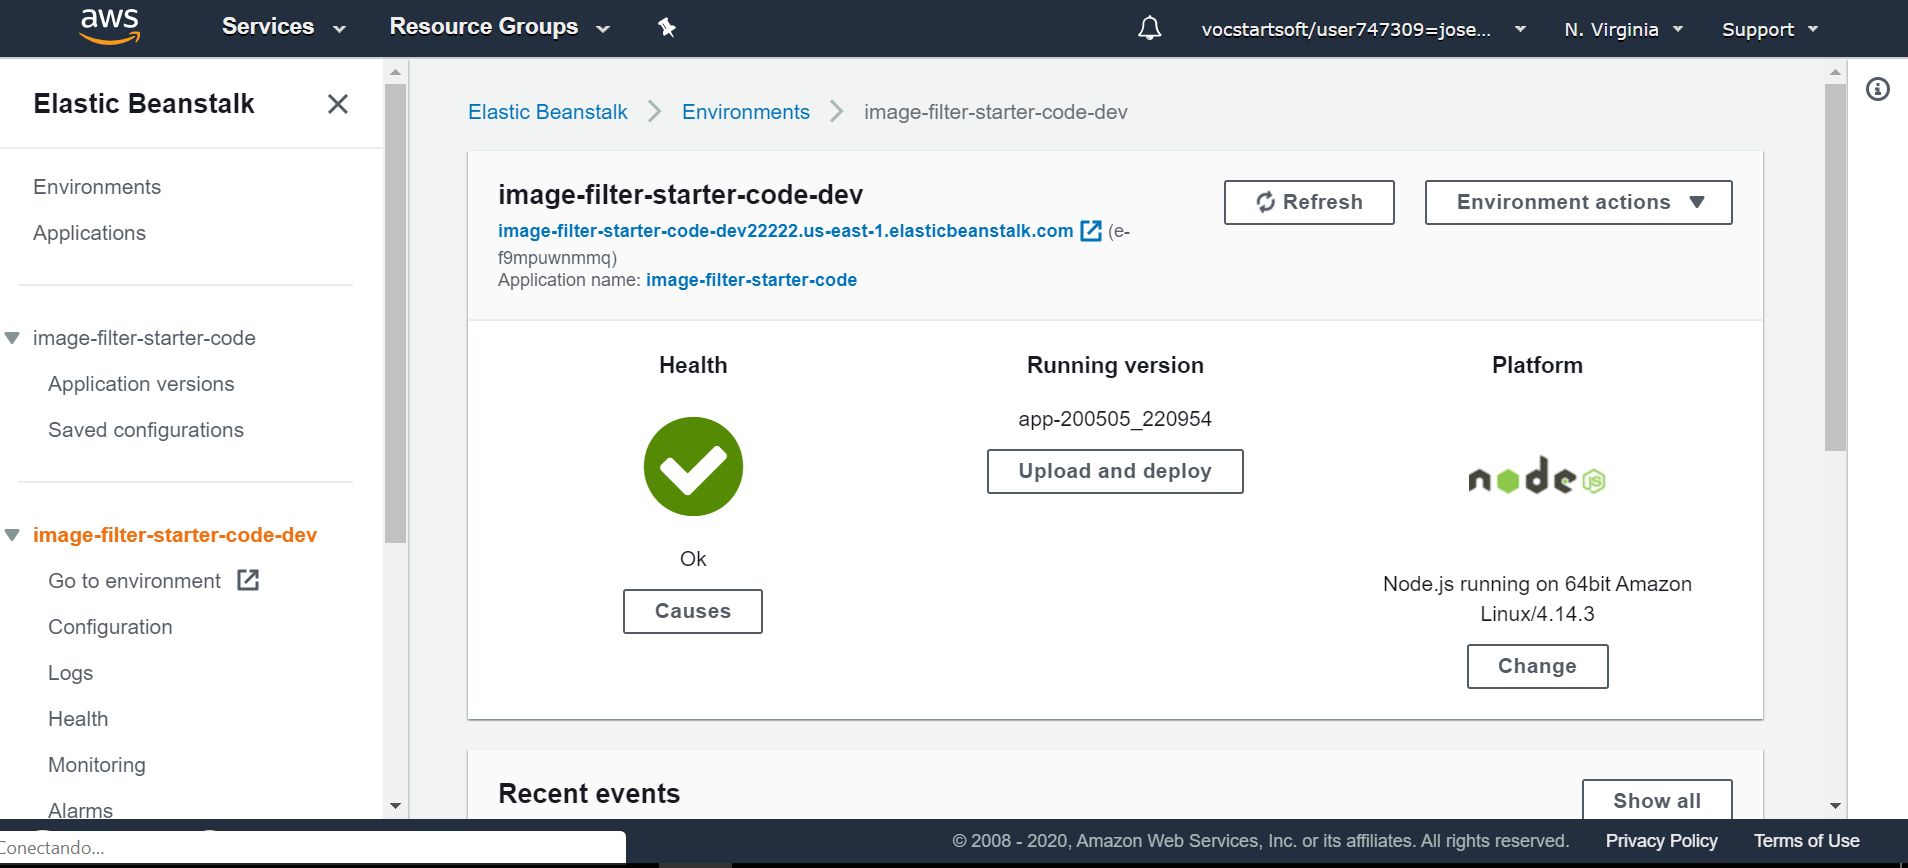 aws
Services
Resource Groups
vocstartsoft/user747309=jose...
N. Virginia
Support
Elastic Beanstalk
Environments
Applications
image-filter-starter-code
Application versions
Saved configurations
image-filter-starter-code-dev
Go to environment
Configuration
Logs
Health
Monitoring
Alarms
Elastic Beanstalk
Environments
image-filter-starter-code-dev
image-filter-starter-code-dev
Refresh
Environment actions
image-filter-starter-code-dev22222.us-east-1.elasticbeanstalk.com (e-
f9mpuwnmmq)
Application name: image-filter-starter-code
Health
Ok
Causes
Running version
app-200505_220954
Upload and deploy
Platform
node JS
Node.js running on 64bit Amazon
Linux/4.14.3
Change
Recent events
Show all
Conectando...
© 2008 - 2020, Amazon Web Services, Inc. or its affiliates. All rights reserved.
Privacy Policy
Terms of Use